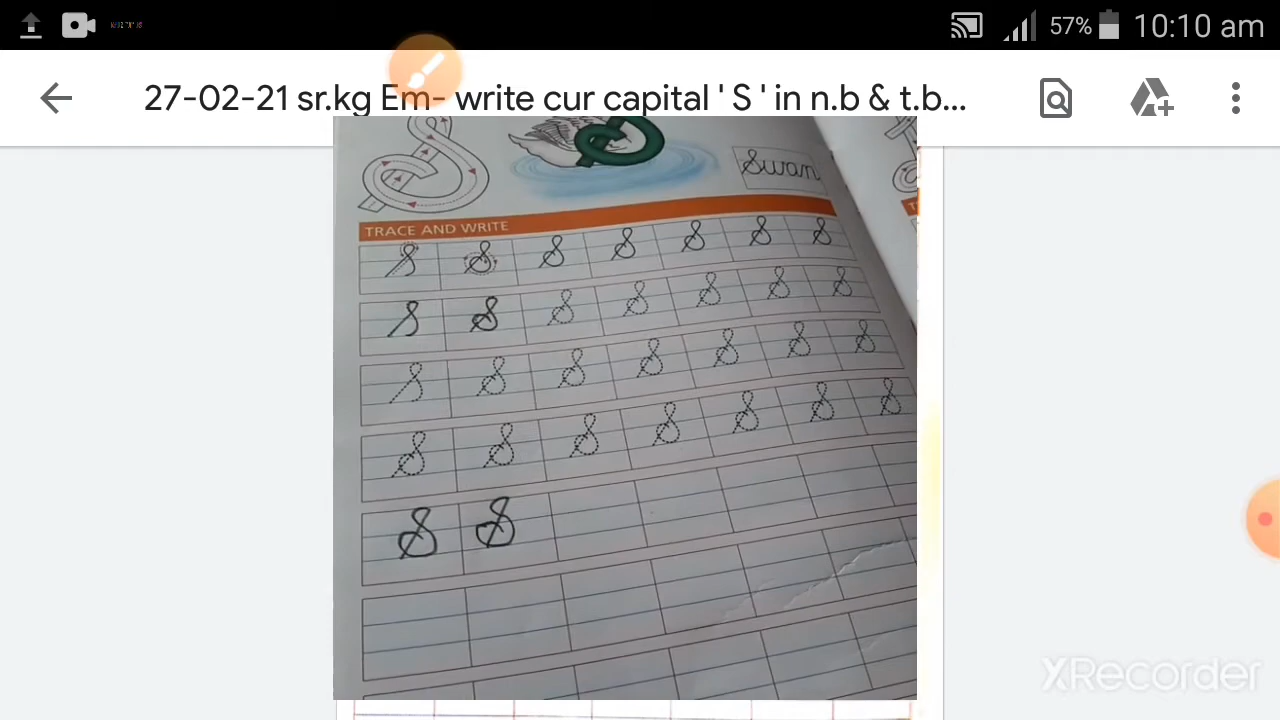 57% 10:10 am
27-02-21 sr.kg Em- write cur capital ' S ' in n.b & t.b...
S
Swan
TRACE AND WRITE
S S S S S S S
S S S S S S S
S S S S S S S
S S S S S S S
S S
XRecorder